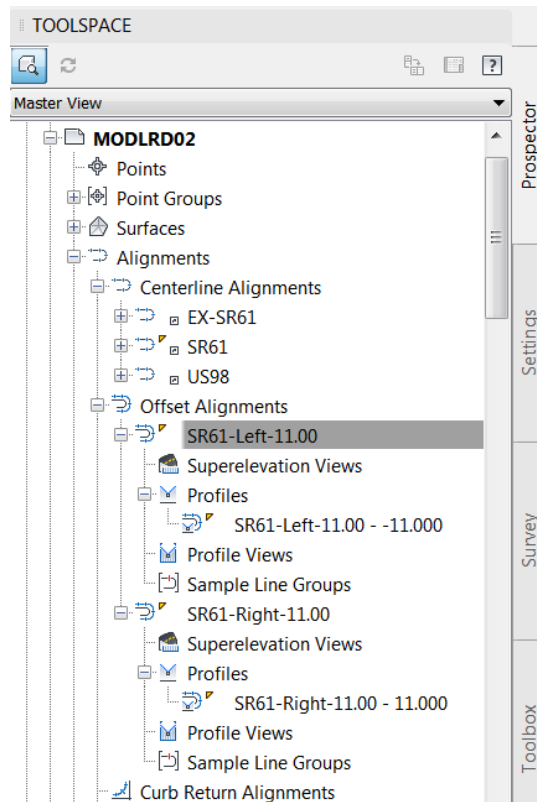 TOOLSPACE
?
Master View
MODLRD02
Points
Point Groups
Surfaces
Alignments
Centerline Alignments
EX-SR61
SR61
US98
Offset Alignments
SR61-Left-11.00
Superelevation Views
Profiles
SR61-Left-11.00 - -11.000
Profile Views
Sample Line Groups
SR61-Right-11.00
Superelevation Views
Profiles
SR61-Right-11.00 - 11.000
Profile Views
Sample Line Groups
Curb Return Alignments
Prospector
Settings
Survey
Toolbox